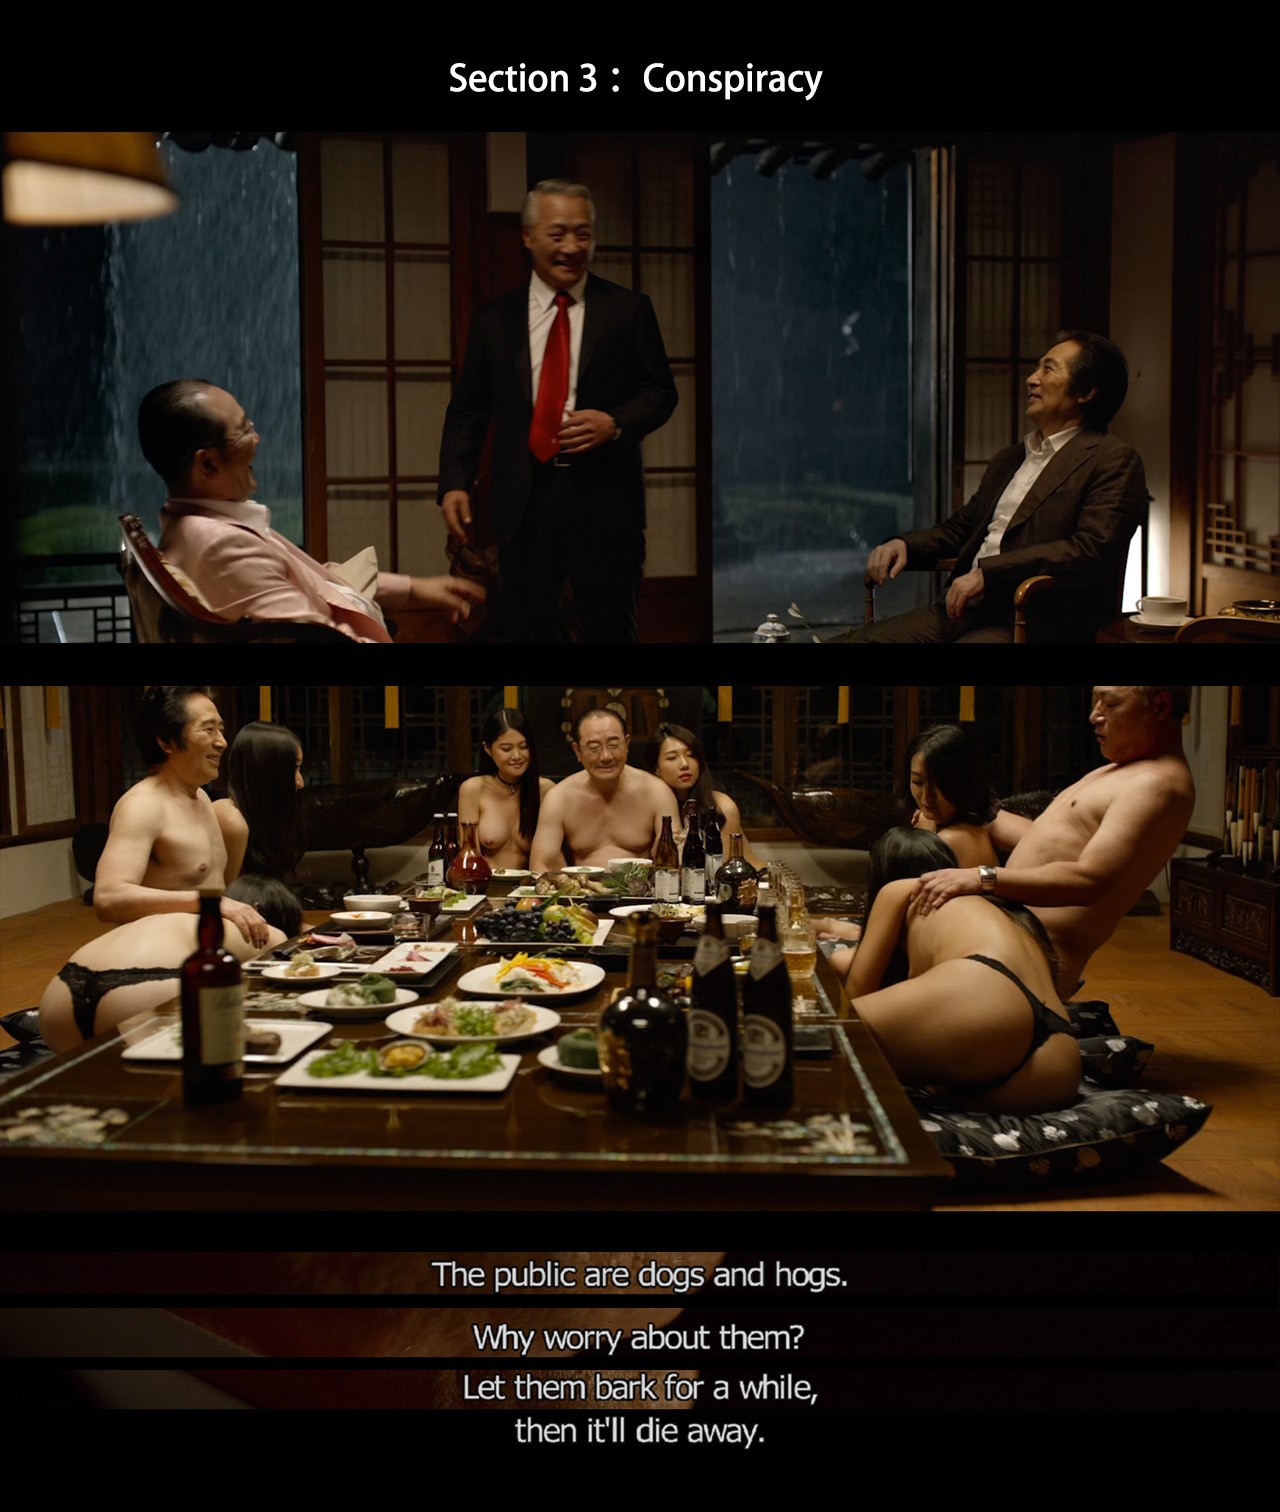 Section 3： Conspiracy
The public are dogs and hogs.
Why worry about them?
Let them bark for a while,
then it'll die away.